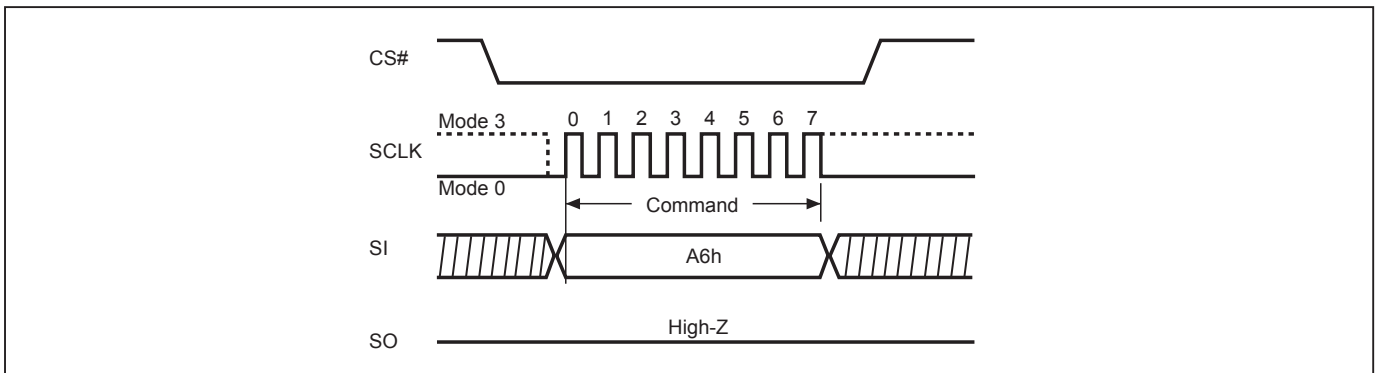 CS#
Mode 3
0 1 2 3 4 5 6 7
SCLK
Mode 0
Command
SI
A6h
High-Z
SO